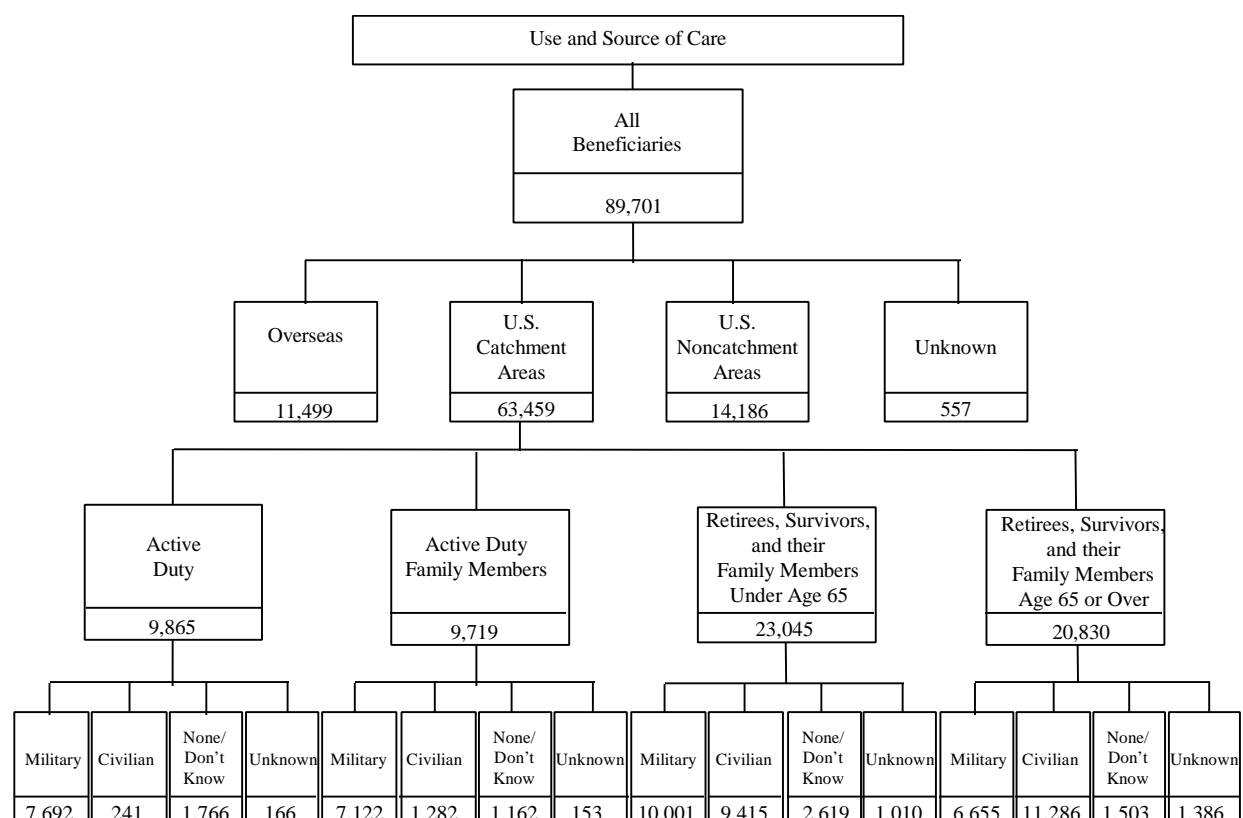 Use and Source of Care
All
Beneficiaries
89,701
Overseas
11,499
U.S.
Catchment
Areas
63,459
U.S.
Noncatchment
Areas
14,186
Unknown
557
Active
Duty
9,865
Active Duty
Family Members
9,719
Retirees, Survivors,
and their
Family Members
Under Age 65
23,045
Retirees, Survivors,
and their
Family Members
Age 65 or Over
20,830
Military
7,692
Civilian
241
None/
Don't
Know
1,766
Unknown
166
Military
7,122
Civilian
1,282
None/
Don't
Know
1,162
Unknown
153
Military
10,001
Civilian
9,415
None/
Don't
Know
2,619
Unknown
1,010
Military
6,655
Civilian
11,286
None/
Don't
Know
1,503
Unknown
1,386